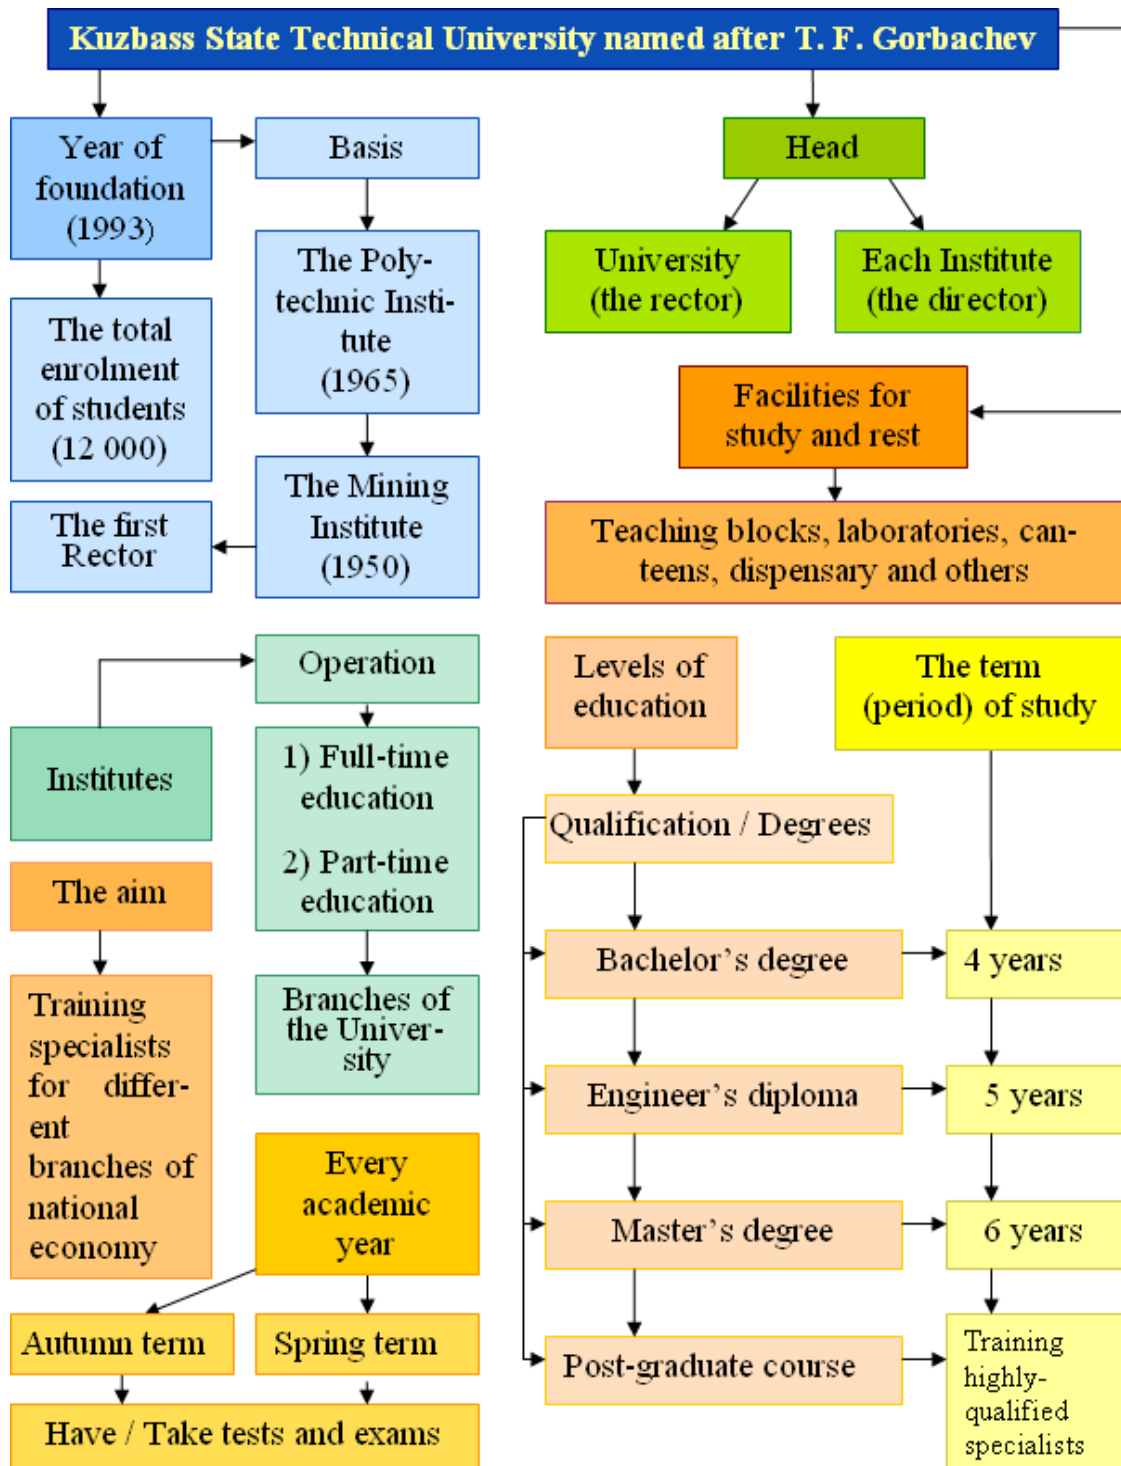 Kuzbass State Technical University named after T. F. Gorbachev
Year of
foundation
(1993)
Basis
Head
The Poly-
technic Insti-
tute
(1965)
University
(the rector)
Each Institute
(the director)
The total
enrolment
of students
(12 000)
Facilities for
study and rest
The Mining
Institute
(1950)
The first
Rector
Teaching blocks, laboratories, can-
teens, dispensary and others
Operation
Levels of
education
The term
(period) of study
Institutes
1) Full-time
education
2) Part-time
education
Qualification / Degrees
The aim
Bachelor’s degree
4 years
Training
specialists
for differ-
ent
branches of
national
economy
Branches of
the Univer-
sity
Engineer’s diploma
5 years
Every
academic
year
Master’s degree
6 years
Autumn term
Spring term
Post-graduate course
Training
highly-
qualified
specialists
Have / Take tests and exams